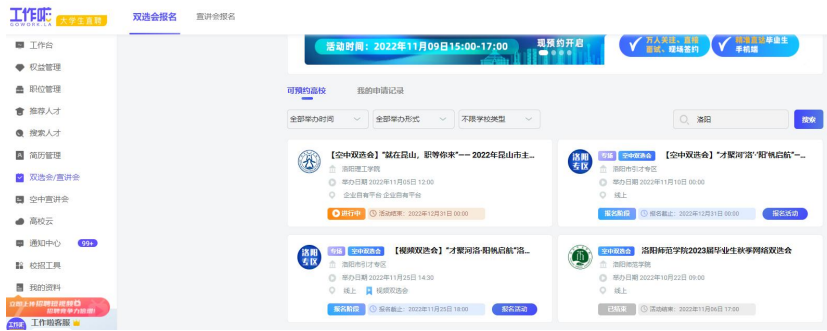 工作啦 大学生直聘
GOWORK.LA
双选会报名
宣讲会报名
工作台
权益管理
职位管理
推荐人才
搜索人才
简历管理
双选会/宣讲会
空中宣讲会
高校云
通知中心 99+
校招工具
我的资料
立即上传招聘短视频
招聘竞争力倍增!
工作啦客服
活动时间:2022年11月09日15:00-17:00 现预约开启
万人关注、直播
面试、现场签约
毕业生
手机端
可预约高校
我的申请记录
全部举办时间
全部举办形式
不限学校类型
洛阳
搜索
【空中双选会】"就在昆山,职等你来"—— 2022年昆山市主...
洛阳理工学院
举办日期 2022年11月05日 12:00
企业自有平台 企业自有平台
进行中 活动结束:2022年12月31日 00:00
洛阳
专区
专场 空中双选会 【空中双选会】"才聚河'洛'·'阳'帆启航"—...
洛阳市引才专区
举办日期 2022年11月10日 00:00
线上
报名阶段 报名截止:2022年12月31日 00:00 报名活动
洛阳
专区
专场 空中双选会 【视频双选会】"才聚河洛·阳帆启航"洛...
洛阳市引才专区
举办日期 2022年11月25日 14:30
线上 视频双选会
报名阶段 报名截止:2022年11月25日 18:00 报名活动
空中双选会 洛阳师范学院2023届毕业生秋季网络双选会
洛阳师范学院
举办日期 2022年10月22日 09:00
线上
已结束 活动结束:2022年11月06日 17:00